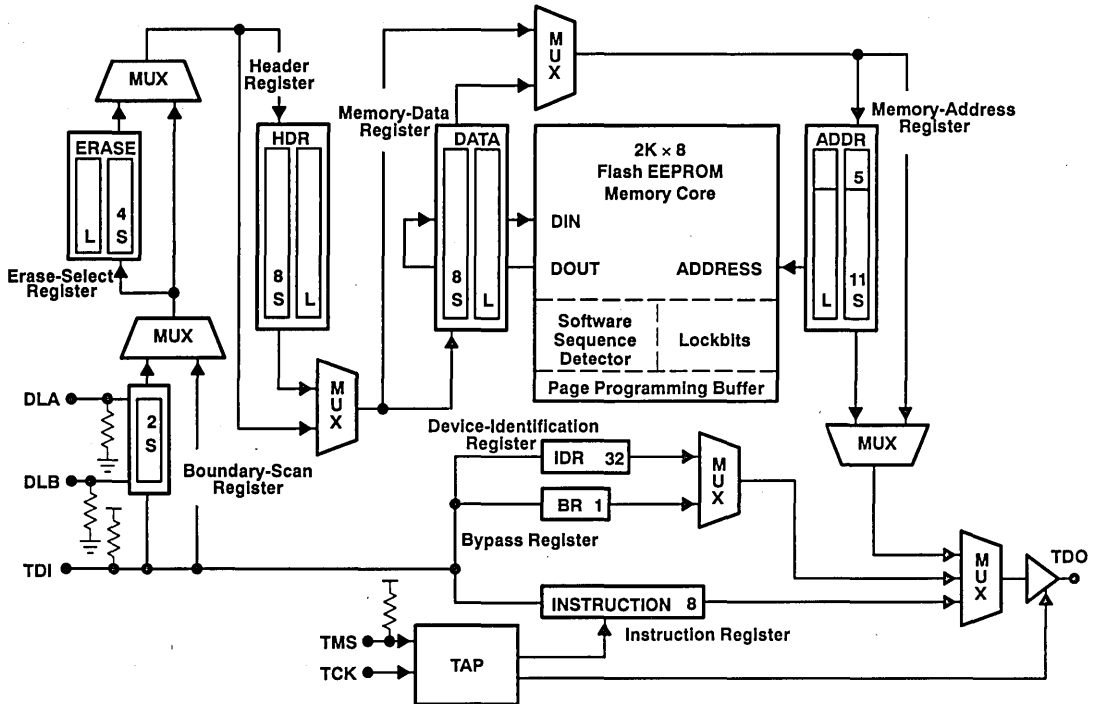 MUX
Header
Register
ERASE
L
4
S
Erase-Select
Register
MUX
DLA
2
S
DLB
Boundary-Scan
Register
TDI
HDR
8
S
L
MUX
Memory-Data
Register
DATA
8
S
L
MUX
2K × 8
Flash EEPROM
Memory Core
DIN
DOUT
ADDRESS
Software
Sequence
Detector
Lockbits
Page Programming Buffer
Memory-Address
Register
ADDR
5
L
11
S
MUX
Device-Identification
Register
IDR 32
BR 1
Bypass Register
MUX
INSTRUCTION 8
Instruction Register
TMS
TCK
TAP
MUX
TDO